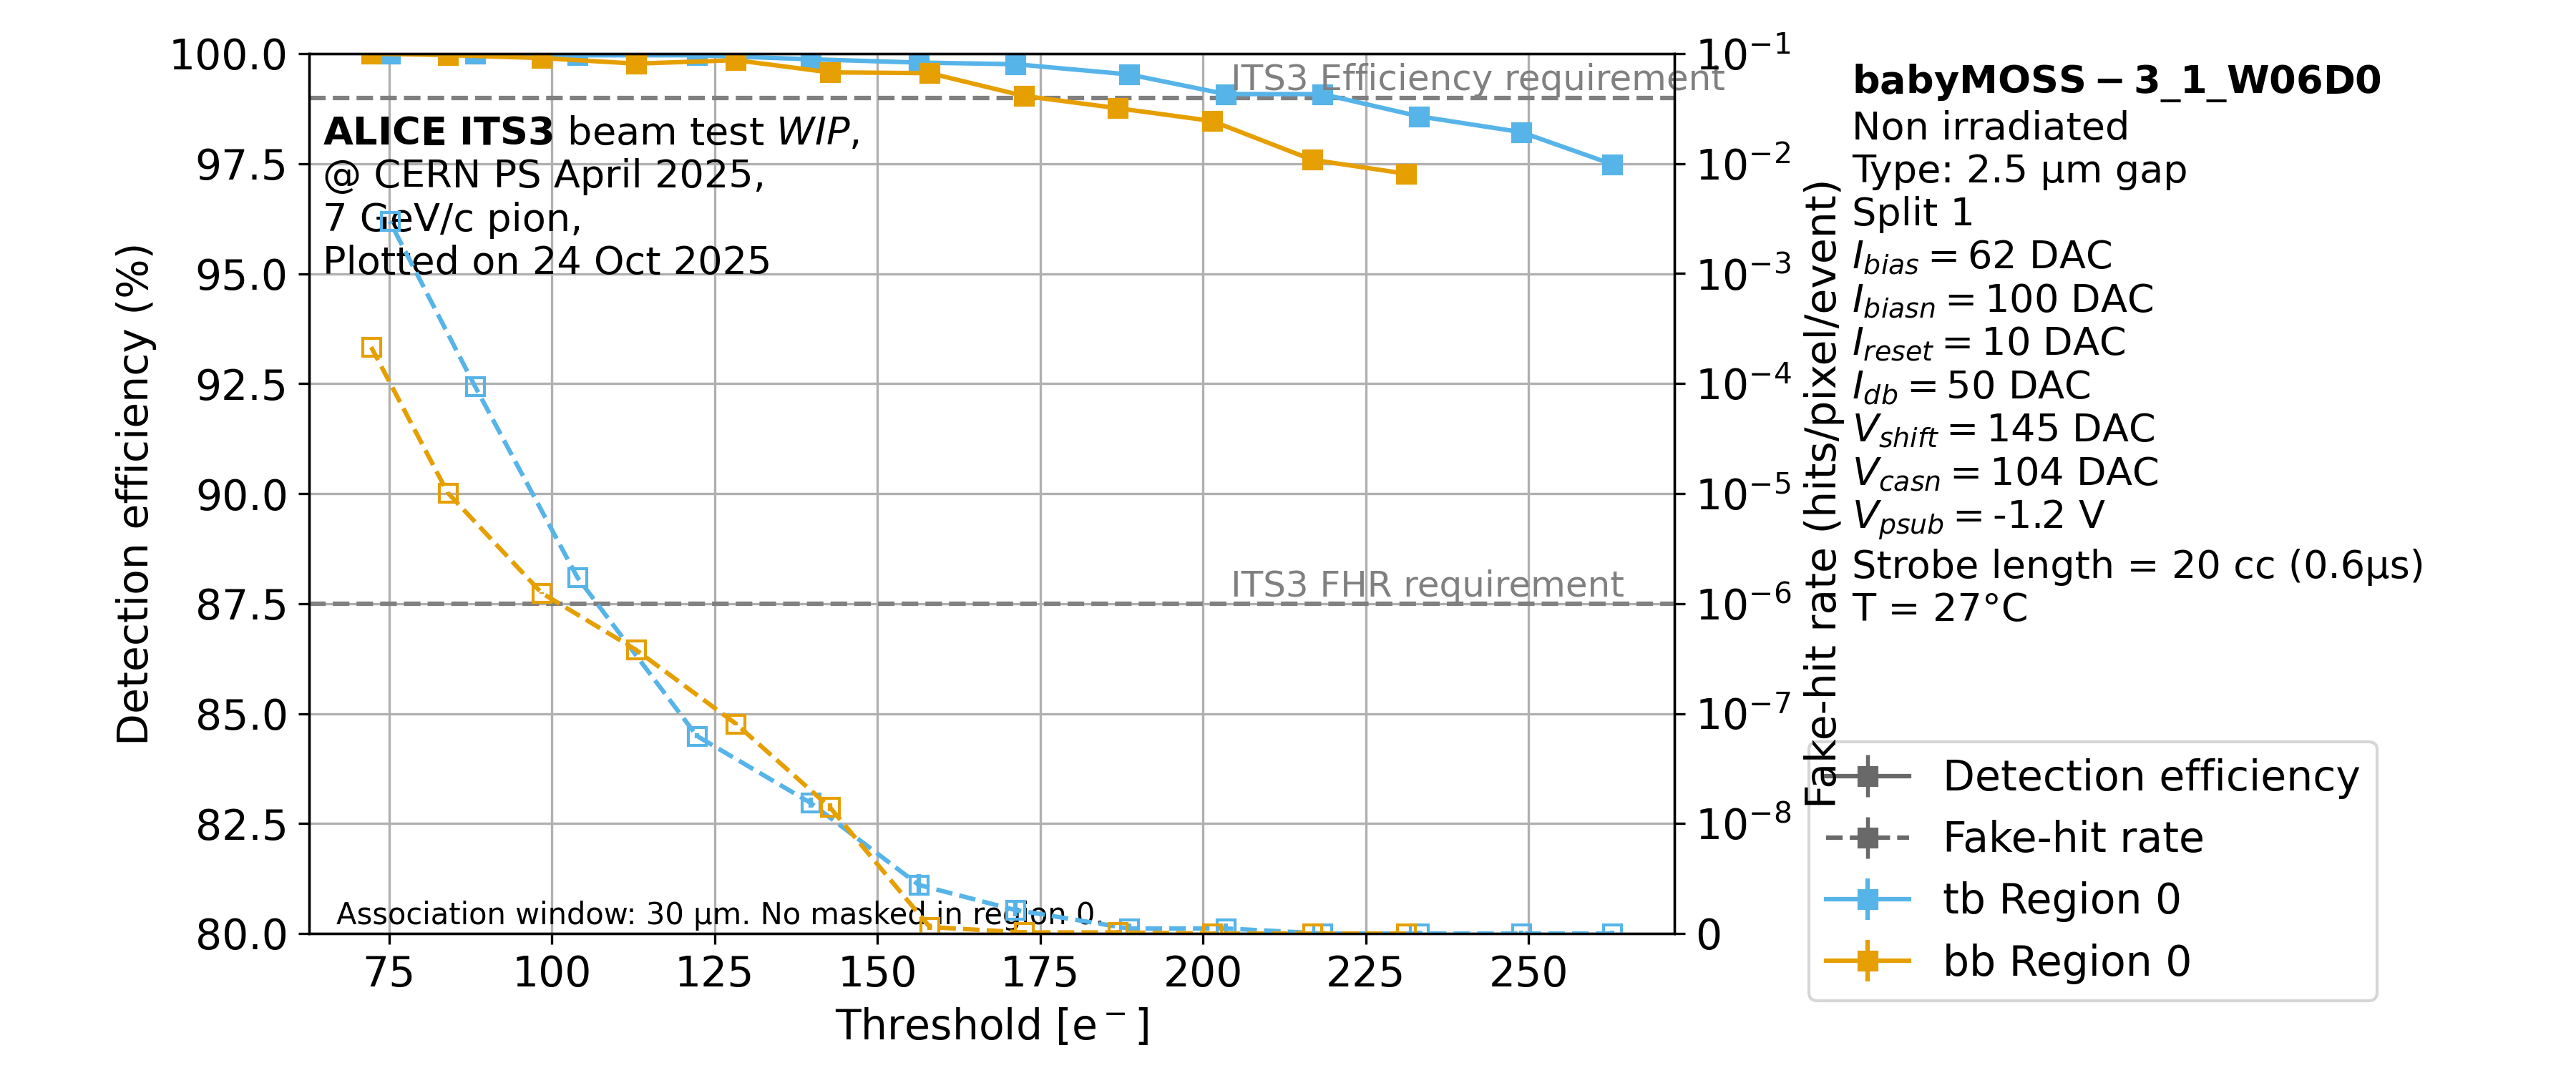 100.0
97.5
95.0
92.5
90.0
87.5
85.0
82.5
80.0
Detection efficiency (%)
ALICE ITS3 beam test WIP,
@ CERN PS April 2025,
7 GeV/c pion,
Plotted on 24 Oct 2025
ITS3 Efficiency requirement
ITS3 FHR requirement
Association window: 30 µm. No masked in region 0.
75 100 125 150 175 200 225 250
Threshold [e⁻]
10⁻¹
10⁻²
10⁻³
10⁻⁴
10⁻⁵
10⁻⁶
10⁻⁷
10⁻⁸
0
Fake-hit rate (hits/pixel/event)
babyMOSS − 3_1_W06D0
Non irradiated
Type: 2.5 µm gap
Split 1
I_bias = 62 DAC
I_biasn = 100 DAC
I_reset = 10 DAC
I_db = 50 DAC
V_shift = 145 DAC
V_casn = 104 DAC
V_psub = -1.2 V
Strobe length = 20 cc (0.6µs)
T = 27°C
Detection efficiency
Fake-hit rate
tb Region 0
bb Region 0